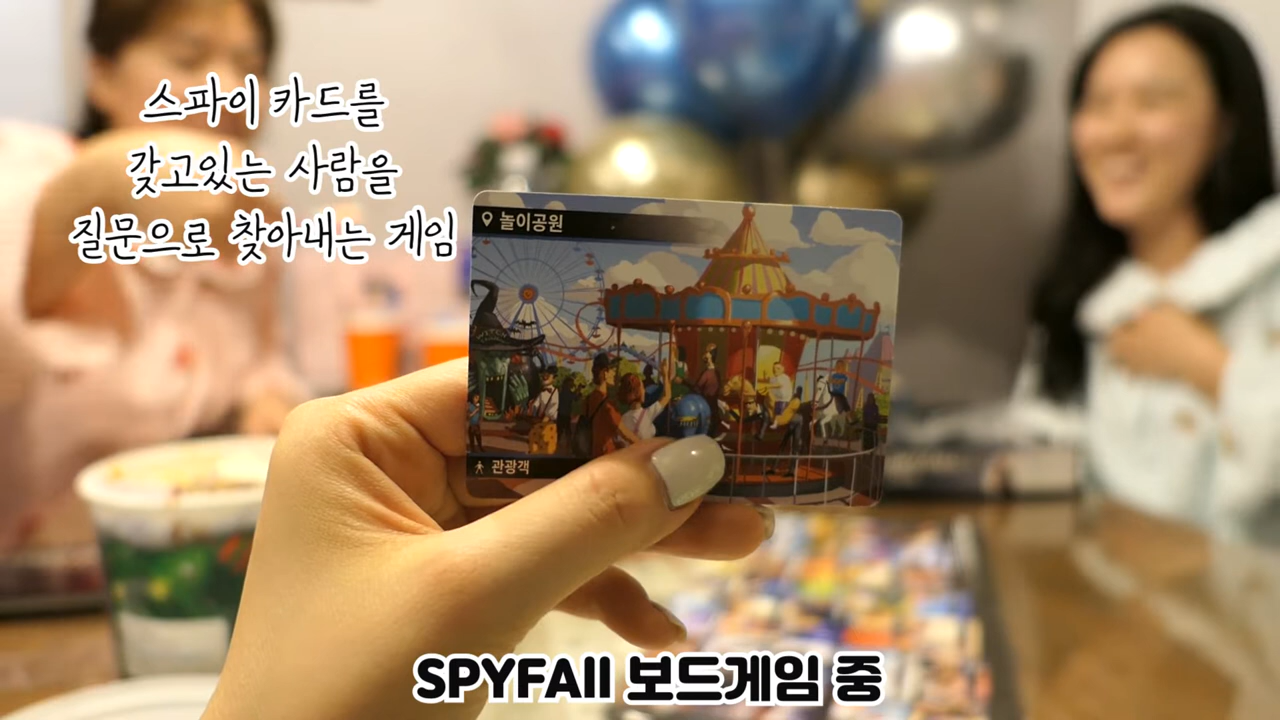 스파이 카드를
갖고있는 사람을
질문으로 찾아내는 게임
놀이공원
관광객
SPYFAll 보드게임 중